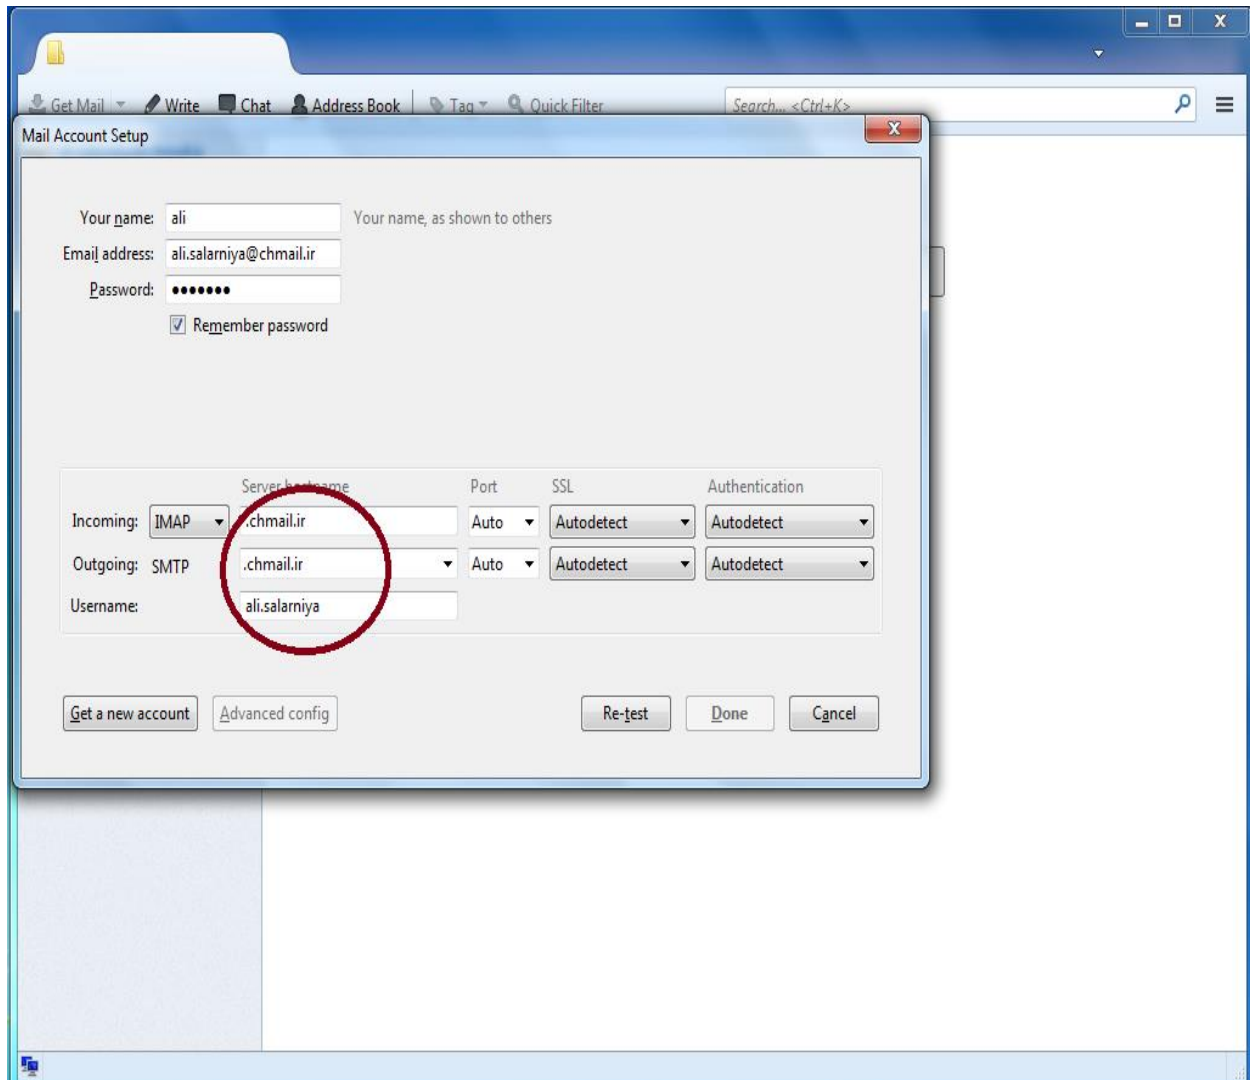 Get Mail Write Chat Address Book Tag Quick Filter Search... <Ctrl+K>
Mail Account Setup
Your name: ali Your name, as shown to others
Email address: ali.salarniya@chmail.ir
Password: •••••••
Remember password
Server hostname Port SSL Authentication
Incoming: IMAP .chmail.ir Auto Autodetect Autodetect
Outgoing: SMTP .chmail.ir Auto Autodetect Autodetect
Username: ali.salarniya
Get a new account Advanced config Re-test Done Cancel